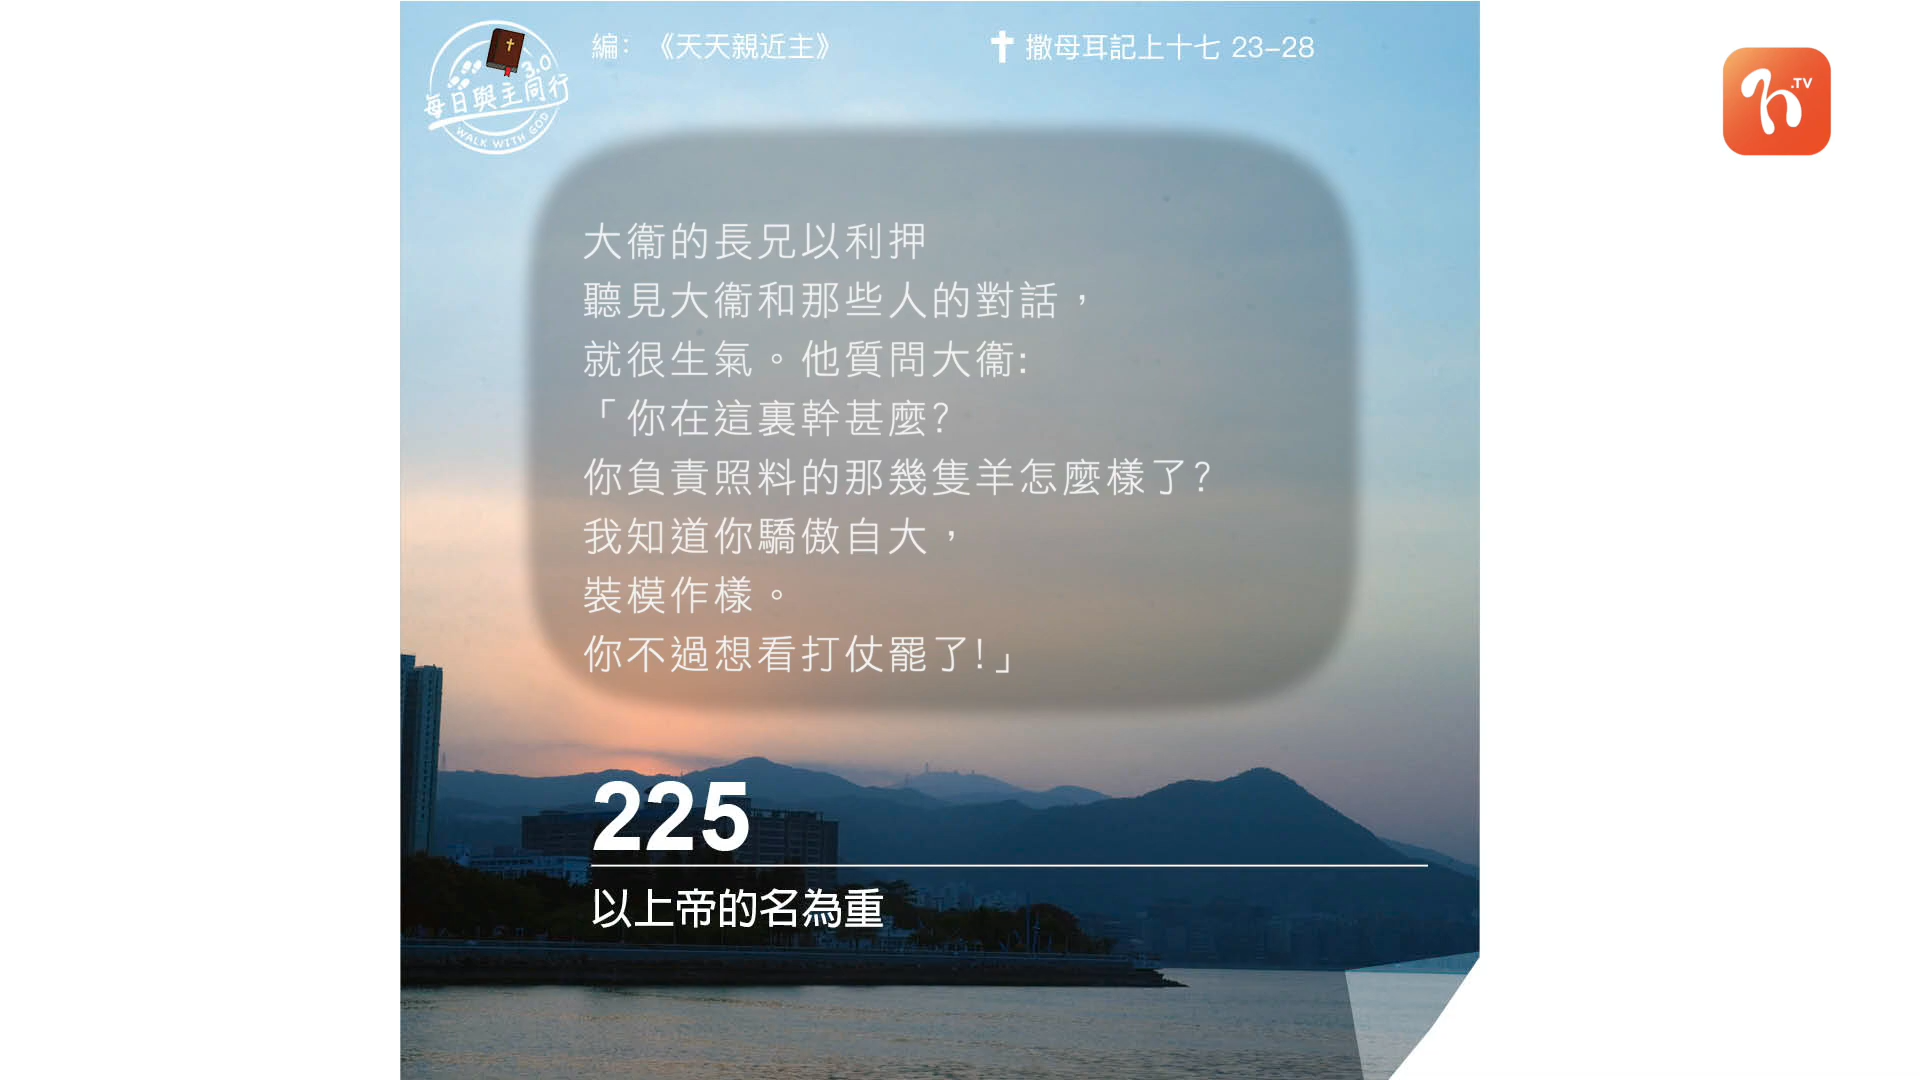 編：《天天親近主》
撒母耳記上十七 23-28
3.0
每日與主同行
WALK WITH GOD
.TV
大衞的長兄以利押
聽見大衞和那些人的對話，
就很生氣。他質問大衞:
「你在這裏幹甚麼?
你負責照料的那幾隻羊怎麼樣了?
我知道你驕傲自大，
裝模作樣。
你不過想看打仗罷了!」
225
以上帝的名為重